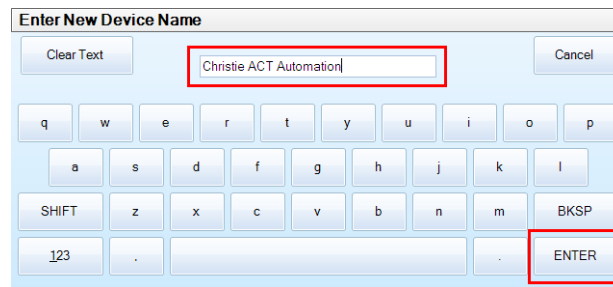 Enter New Device Name
Clear Text
Christie ACT Automation
Cancel
q w e r t y u i o p
a s d f g h j k l
SHIFT z x c v b n m BKSP
123 . . ENTER